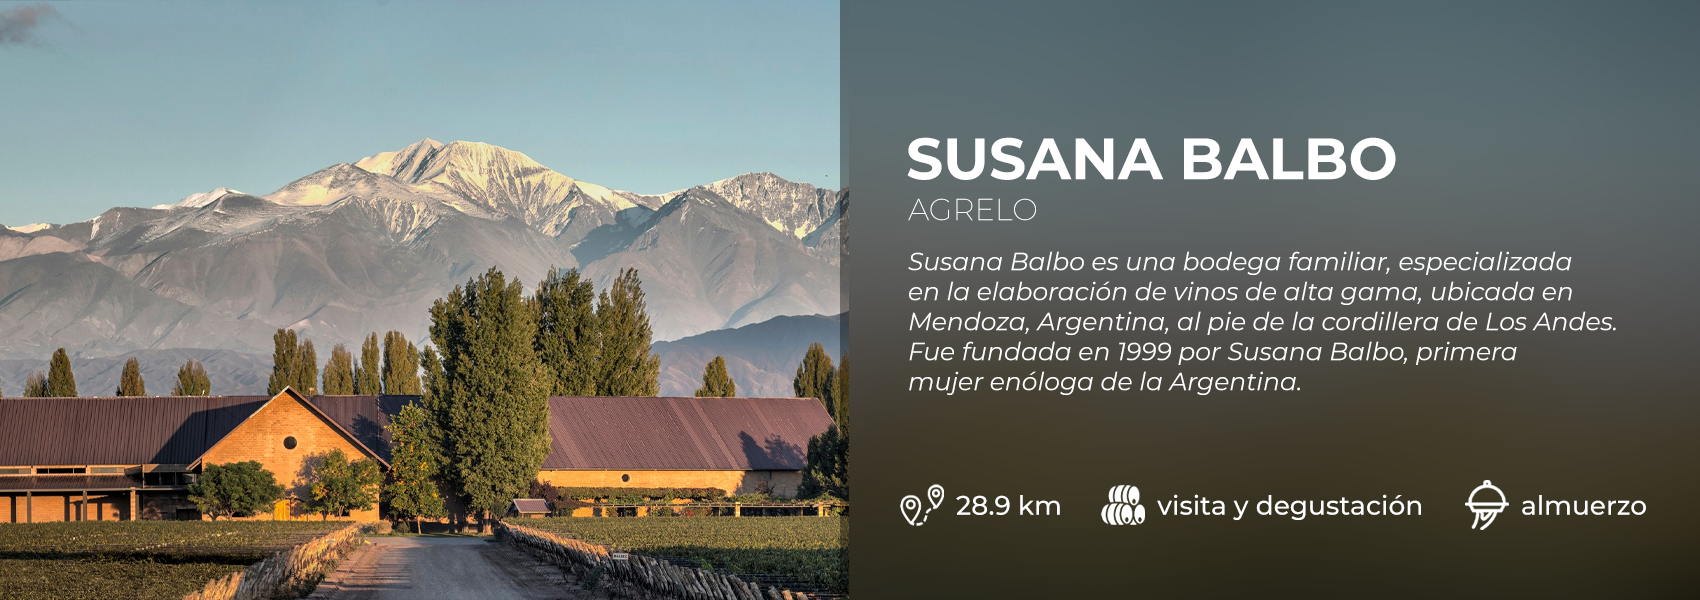 SUSANA BALBO
AGRELO
Susana Balbo es una bodega familiar, especializada
en la elaboración de vinos de alta gama, ubicada en
Mendoza, Argentina, al pie de la cordillera de Los Andes.
Fue fundada en 1999 por Susana Balbo, primera
mujer enóloga de la Argentina.
28.9 km
visita y degustación
almuerzo